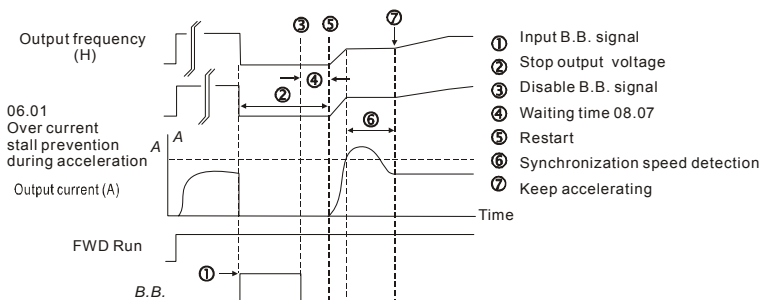 Output frequency
(H)
06.01
Over current
stall prevention
during acceleration
A
A
Output current (A)
FWD Run
B.B.
③
⑤
⑦
④
②
⑥
①
Time
① Input B.B. signal
② Stop output voltage
③ Disable B.B. signal
④ Waiting time 08.07
⑤ Restart
⑥ Synchronization speed detection
⑦ Keep accelerating